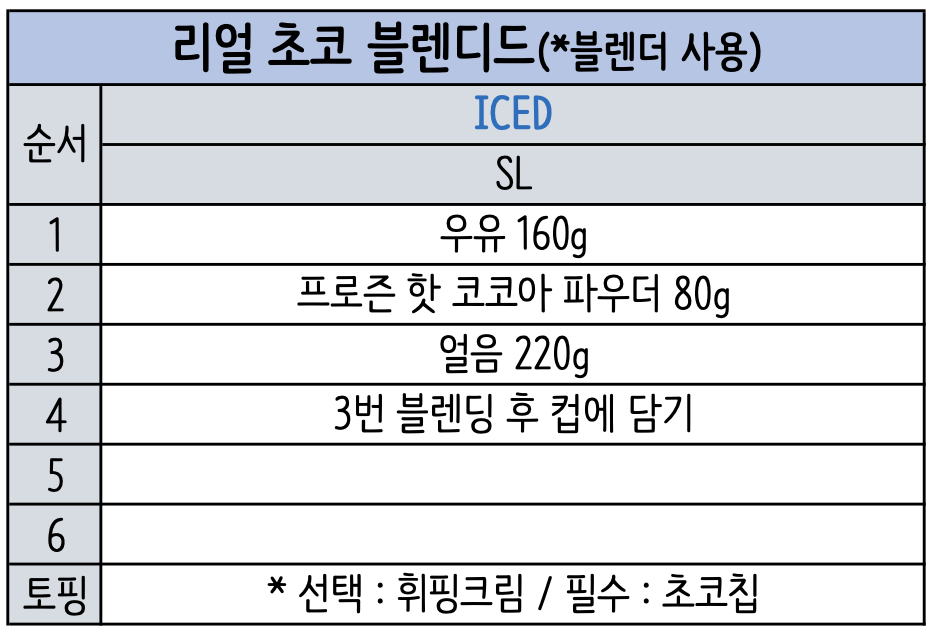 리얼 초코 블렌디드(*블렌더 사용)
순서
ICED
SL
1 우유 160g
2 프로즌 핫 코코아 파우더 80g
3 얼음 220g
4 3번 블렌딩 후 컵에 담기
5
6
토핑 * 선택 : 휘핑크림 / 필수 : 초코칩